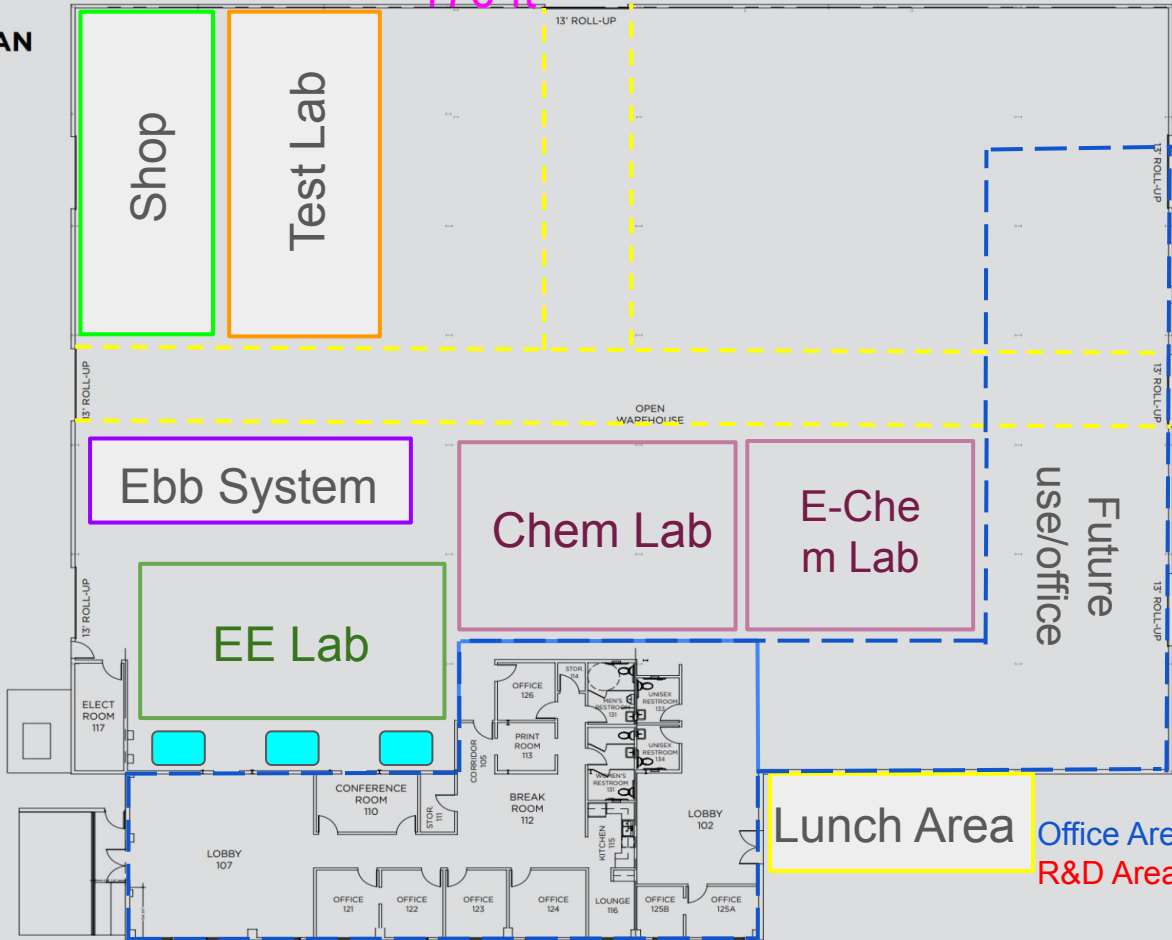 13' ROLL-UP
AN
Shop
Test Lab
13' ROLL-UP
13' ROLL-UP
13' ROLL-UP
OPEN
WAREHOUSE
Ebb System
Chem Lab
E-Che
m Lab
Future
use/office
13' ROLL-UP
13' ROLL-UP
EE Lab
ELECT
ROOM
117
OFFICE
126
STOR.
114
MEN'S
RESTROOM
131
UNISEX
RESTROOM
133
PRINT
ROOM
113
CORRIDOR
105
UNISEX
RESTROOM
134
WOMEN'S
RESTROOM
131
CONFERENCE
ROOM
110
STOR.
111
BREAK
ROOM
112
KITCHEN
115
LOBBY
102
LOBBY
107
Lunch Area
Office Are
R&D Area
OFFICE
121
OFFICE
122
OFFICE
123
OFFICE
124
LOUNGE
116
OFFICE
125B
OFFICE
125A